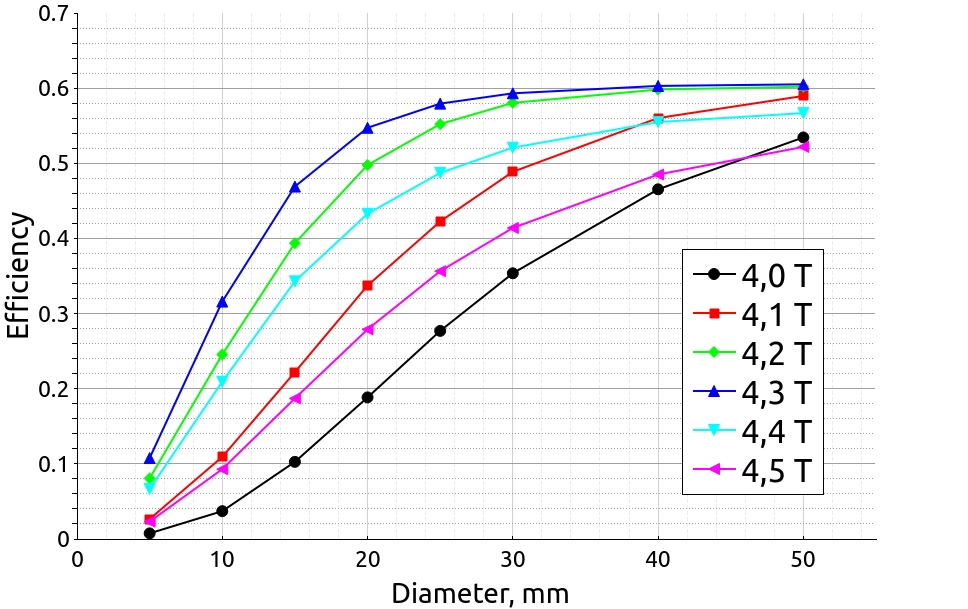 0.7
0.6
0.5
0.4
0.3
0.2
0.1
0
Efficiency
4,0 T
4,1 T
4,2 T
4,3 T
4,4 T
4,5 T
0 10 20 30 40 50
Diameter, mm